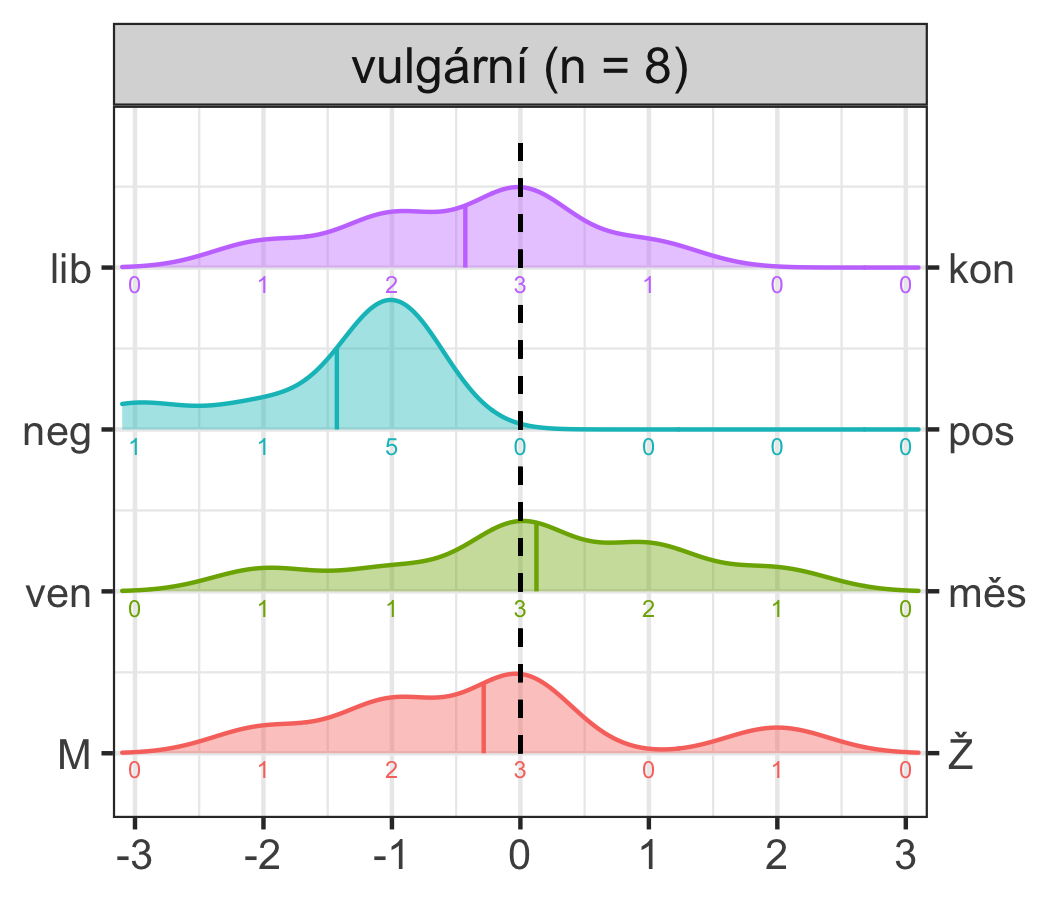 vulgární (n = 8)
lib kon
0 1 2 3 1 0 0
neg pos
1 1 5 0 0 0 0
ven měs
0 1 1 3 2 1 0
M Ž
0 1 2 3 0 1 0
-3 -2 -1 0 1 2 3